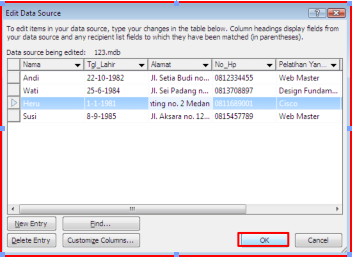 Edit Data Source
To edit items in your data source, type your changes in the table below. Column headings display fields from
your data source and any recipient list fields to which they have been matched (in parentheses).
Data source being edited: 123.mdb
Nama Tgl_Lahir Alamat No_Hp Pelatihan Yan...
Andi 22-10-1982 Jl. Setia Budi no... 0812334455 Web Master
Wati 25-6-1984 Jl. Sei Padang n... 0813708897 Design Fundam...
Heru 1-1-1981 nting no. 2 Medan 0811689001 Cisco
Susi 8-9-1985 Jl. Aksara no. 12... 0815457789 Web Master
New Entry Find...
Delete Entry Customize Columns... OK Cancel